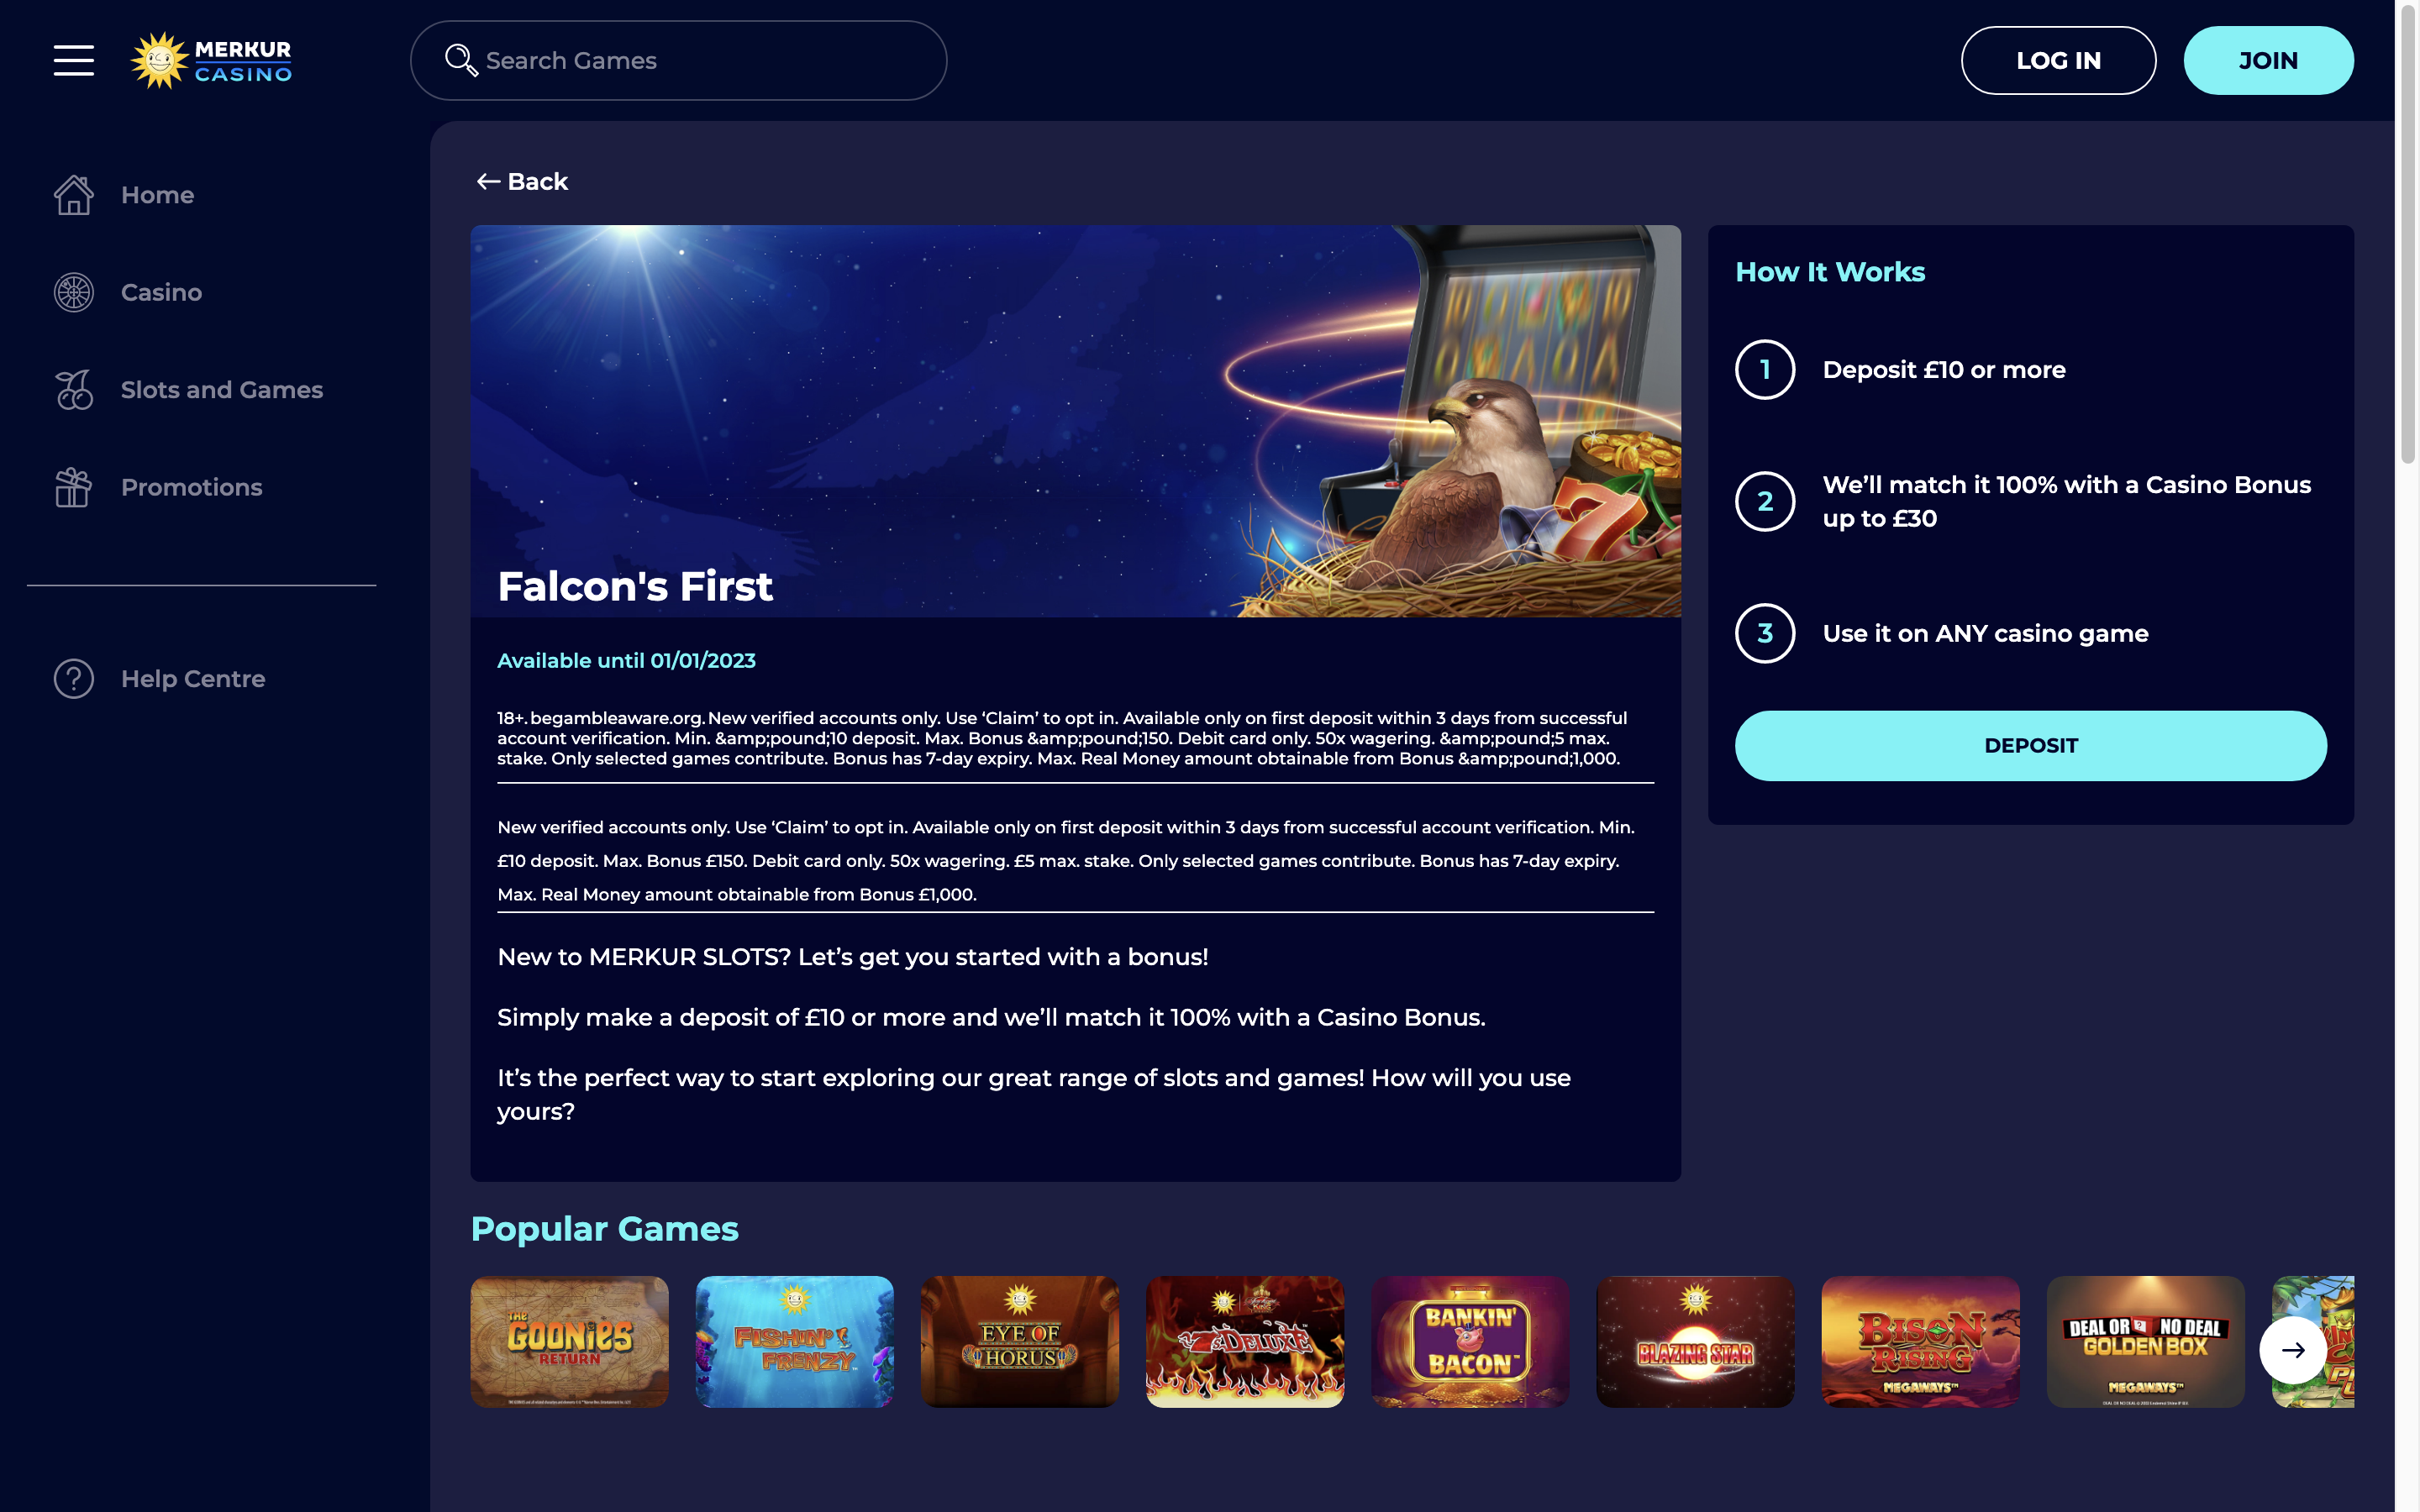 MERKUR
CASINO
Search Games
LOG IN
JOIN
Home
Casino
Slots and Games
Promotions
Help Centre
Back
Falcon's First
Available until 01/01/2023
18+. begambleaware.org. New verified accounts only. Use ‘Claim’ to opt in. Available only on first deposit within 3 days from successful
account verification. Min. &amp;pound;10 deposit. Max. Bonus &amp;pound;150. Debit card only. 50x wagering. &amp;pound;5 max.
stake. Only selected games contribute. Bonus has 7-day expiry. Max. Real Money amount obtainable from Bonus &amp;pound;1,000.
New verified accounts only. Use ‘Claim’ to opt in. Available only on first deposit within 3 days from successful account verification. Min.
£10 deposit. Max. Bonus £150. Debit card only. 50x wagering. £5 max. stake. Only selected games contribute. Bonus has 7-day expiry.
Max. Real Money amount obtainable from Bonus £1,000.
New to MERKUR SLOTS? Let’s get you started with a bonus!
Simply make a deposit of £10 or more and we’ll match it 100% with a Casino Bonus.
It’s the perfect way to start exploring our great range of slots and games! How will you use
yours?
How It Works
1
Deposit £10 or more
2
We’ll match it 100% with a Casino Bonus
up to £30
3
Use it on ANY casino game
DEPOSIT
Popular Games
THE
GOONIES
RETURN
FISHIN'
FRENZY
EYE OF
HORUS
7s DELUXE
BANKIN'
BACON™
BLAZING STAR
BISON
RISING
MEGAWAYS™
DEAL OR NO DEAL
GOLDEN BOX
MEGAWAYS™